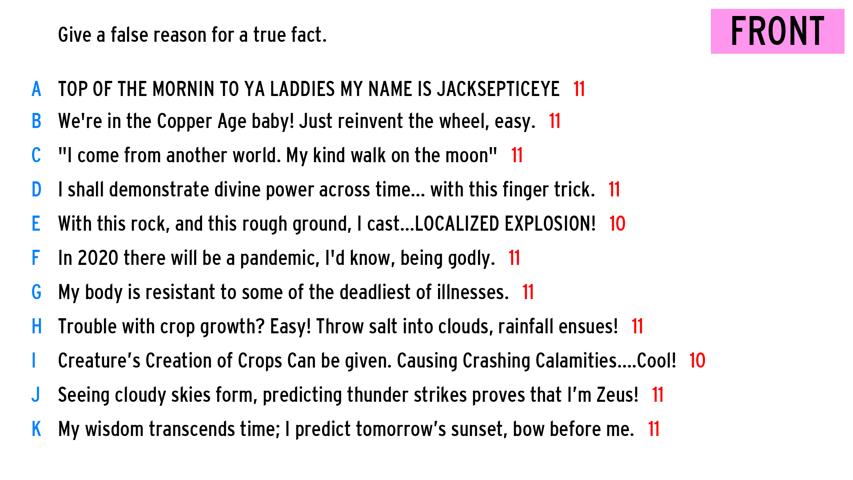 Give a false reason for a true fact.
FRONT
A TOP OF THE MORNIN TO YA LADDIES MY NAME IS JACKSEPTICEYE 11
B We're in the Copper Age baby! Just reinvent the wheel, easy. 11
C "I come from another world. My kind walk on the moon" 11
D I shall demonstrate divine power across time... with this finger trick. 11
E With this rock, and this rough ground, I cast...LOCALIZED EXPLOSION! 10
F In 2020 there will be a pandemic, I'd know, being godly. 11
G My body is resistant to some of the deadliest of illnesses. 11
H Trouble with crop growth? Easy! Throw salt into clouds, rainfall ensues! 11
I Creature’s Creation of Crops Can be given. Causing Crashing Calamities....Cool! 10
J Seeing cloudy skies form, predicting thunder strikes proves that I’m Zeus! 11
K My wisdom transcends time; I predict tomorrow’s sunset, bow before me. 11